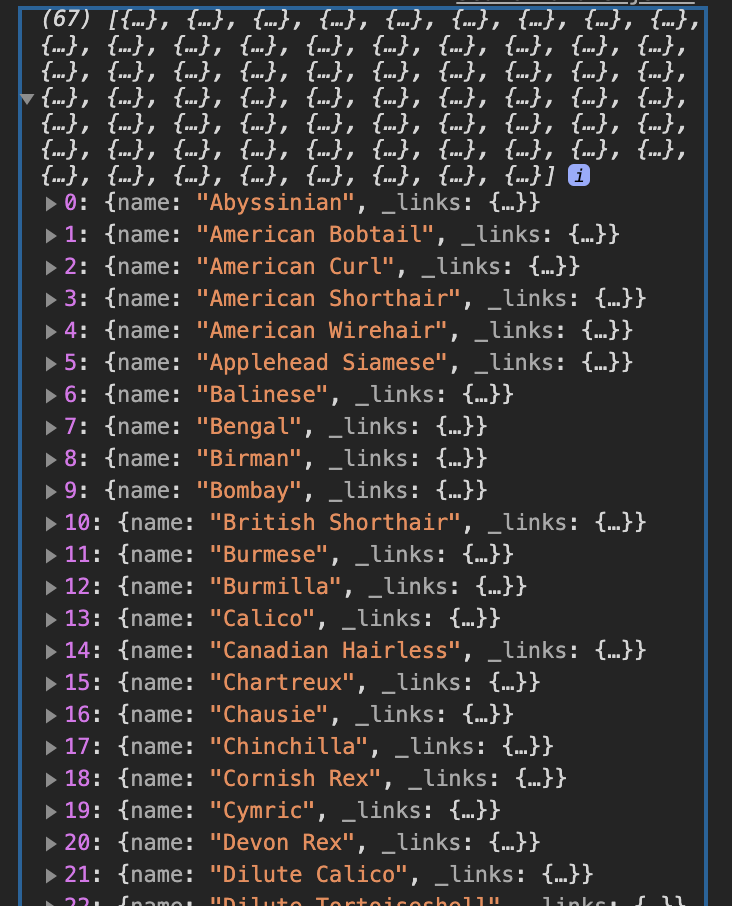 (67) [{…}, {…}, {…}, {…}, {…}, {…}, {…}, {…}, {…},
{…}, {…}, {…}, {…}, {…}, {…}, {…}, {…}, {…}, {…},
{…}, {…}, {…}, {…}, {…}, {…}, {…}, {…}, {…}, {…},
{…}, {…}, {…}, {…}, {…}, {…}, {…}, {…}, {…}, {…},
{…}, {…}, {…}, {…}, {…}, {…}, {…}, {…}, {…}, {…},
{…}, {…}, {…}, {…}, {…}, {…}, {…}, {…}, {…}, {…},
{…}, {…}, {…}, {…}, {…}, {…}, {…}, {…}] i
0: {name: "Abyssinian", _links: {…}}
1: {name: "American Bobtail", _links: {…}}
2: {name: "American Curl", _links: {…}}
3: {name: "American Shorthair", _links: {…}}
4: {name: "American Wirehair", _links: {…}}
5: {name: "Applehead Siamese", _links: {…}}
6: {name: "Balinese", _links: {…}}
7: {name: "Bengal", _links: {…}}
8: {name: "Birman", _links: {…}}
9: {name: "Bombay", _links: {…}}
10: {name: "British Shorthair", _links: {…}}
11: {name: "Burmese", _links: {…}}
12: {name: "Burmilla", _links: {…}}
13: {name: "Calico", _links: {…}}
14: {name: "Canadian Hairless", _links: {…}}
15: {name: "Chartreux", _links: {…}}
16: {name: "Chausie", _links: {…}}
17: {name: "Chinchilla", _links: {…}}
18: {name: "Cornish Rex", _links: {…}}
19: {name: "Cymric", _links: {…}}
20: {name: "Devon Rex", _links: {…}}
21: {name: "Dilute Calico", _links: {…}}
22: {name: "Dilute Tortoiseshell", _links: {…}}